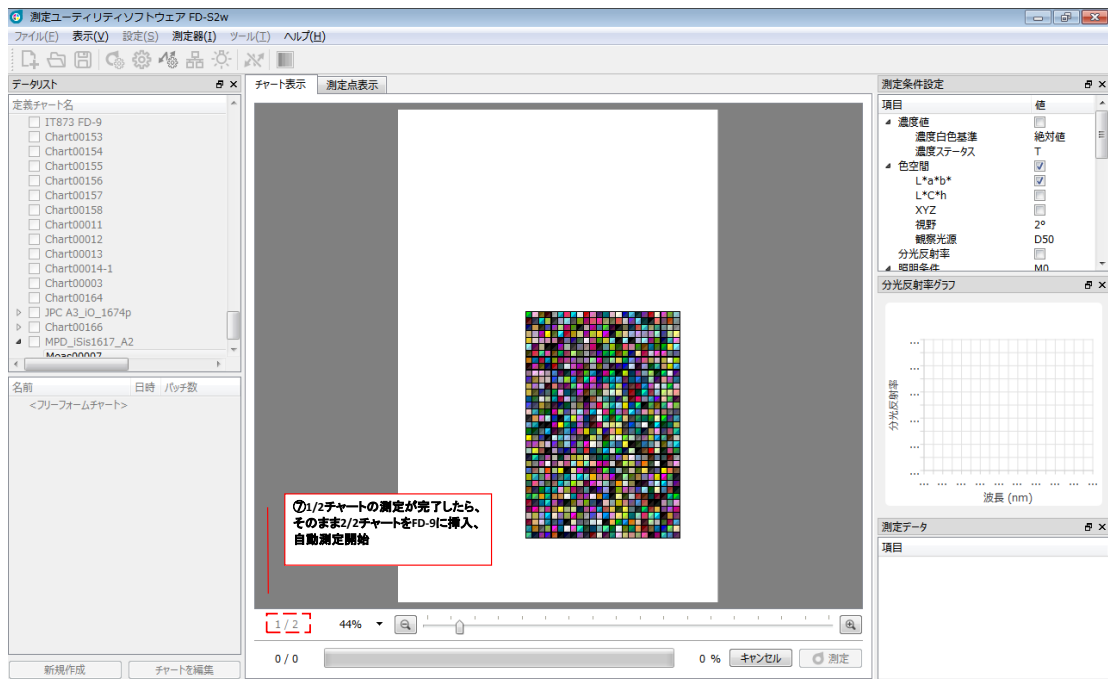 測定ユーティリティソフトウェア FD-S2w
ファイル(F) 表示(V) 設定(S) 測定器(I) ツール(T) ヘルプ(H)
データリスト
定義チャート名
IT873 FD-9
Chart00153
Chart00154
Chart00155
Chart00156
Chart00157
Chart00158
Chart00011
Chart00012
Chart00013
Chart00014-1
Chart00003
Chart00164
JPC A3_iO_1674p
Chart00166
MPD_iSis1617_A2
名前 日時 パッチ数
<フリーフォームチャート>
新規作成 チャートを編集
チャート表示 測定点表示
⑦1/2チャートの測定が完了したら、
そのまま2/2チャートをFD-9に挿入、
自動測定開始
1 / 2 44%
0 / 0 0 % キャンセル 測定
測定条件設定
項目 値
濃度値
濃度白色基準 絶対値
濃度ステータス T
色空間
L*a*b*
L*C*h
XYZ
視野 2°
観察光源 D50
分光反射率
照明条件 M0
分光反射率グラフ
...
...
...
分光反射率
...
...
...
... ... ... ... ... ... ... ... ... ...
波長 (nm)
測定データ
項目